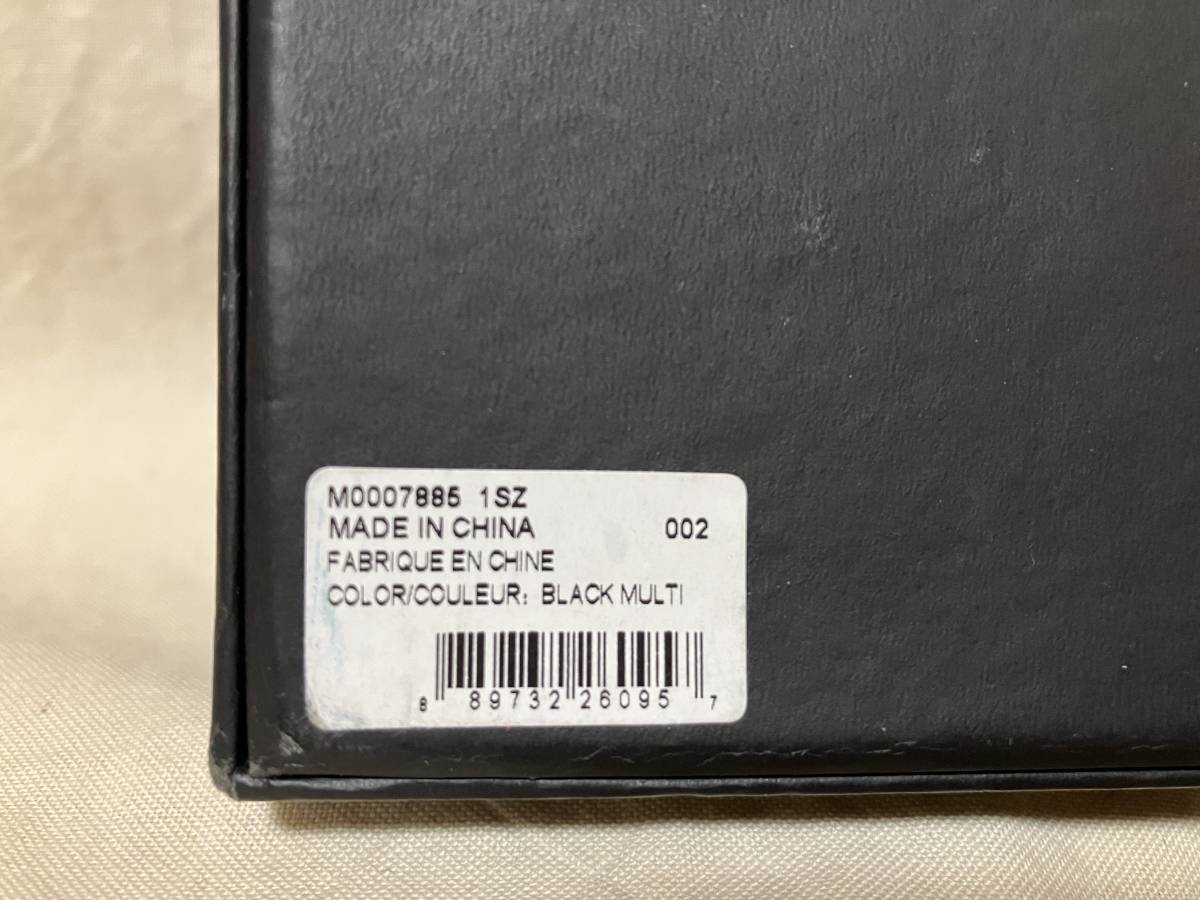 M0007885 1SZ
MADE IN CHINA 002
FABRIQUE EN CHINE
COLOR/COULEUR: BLACK MULTI
8 89732 26095 7